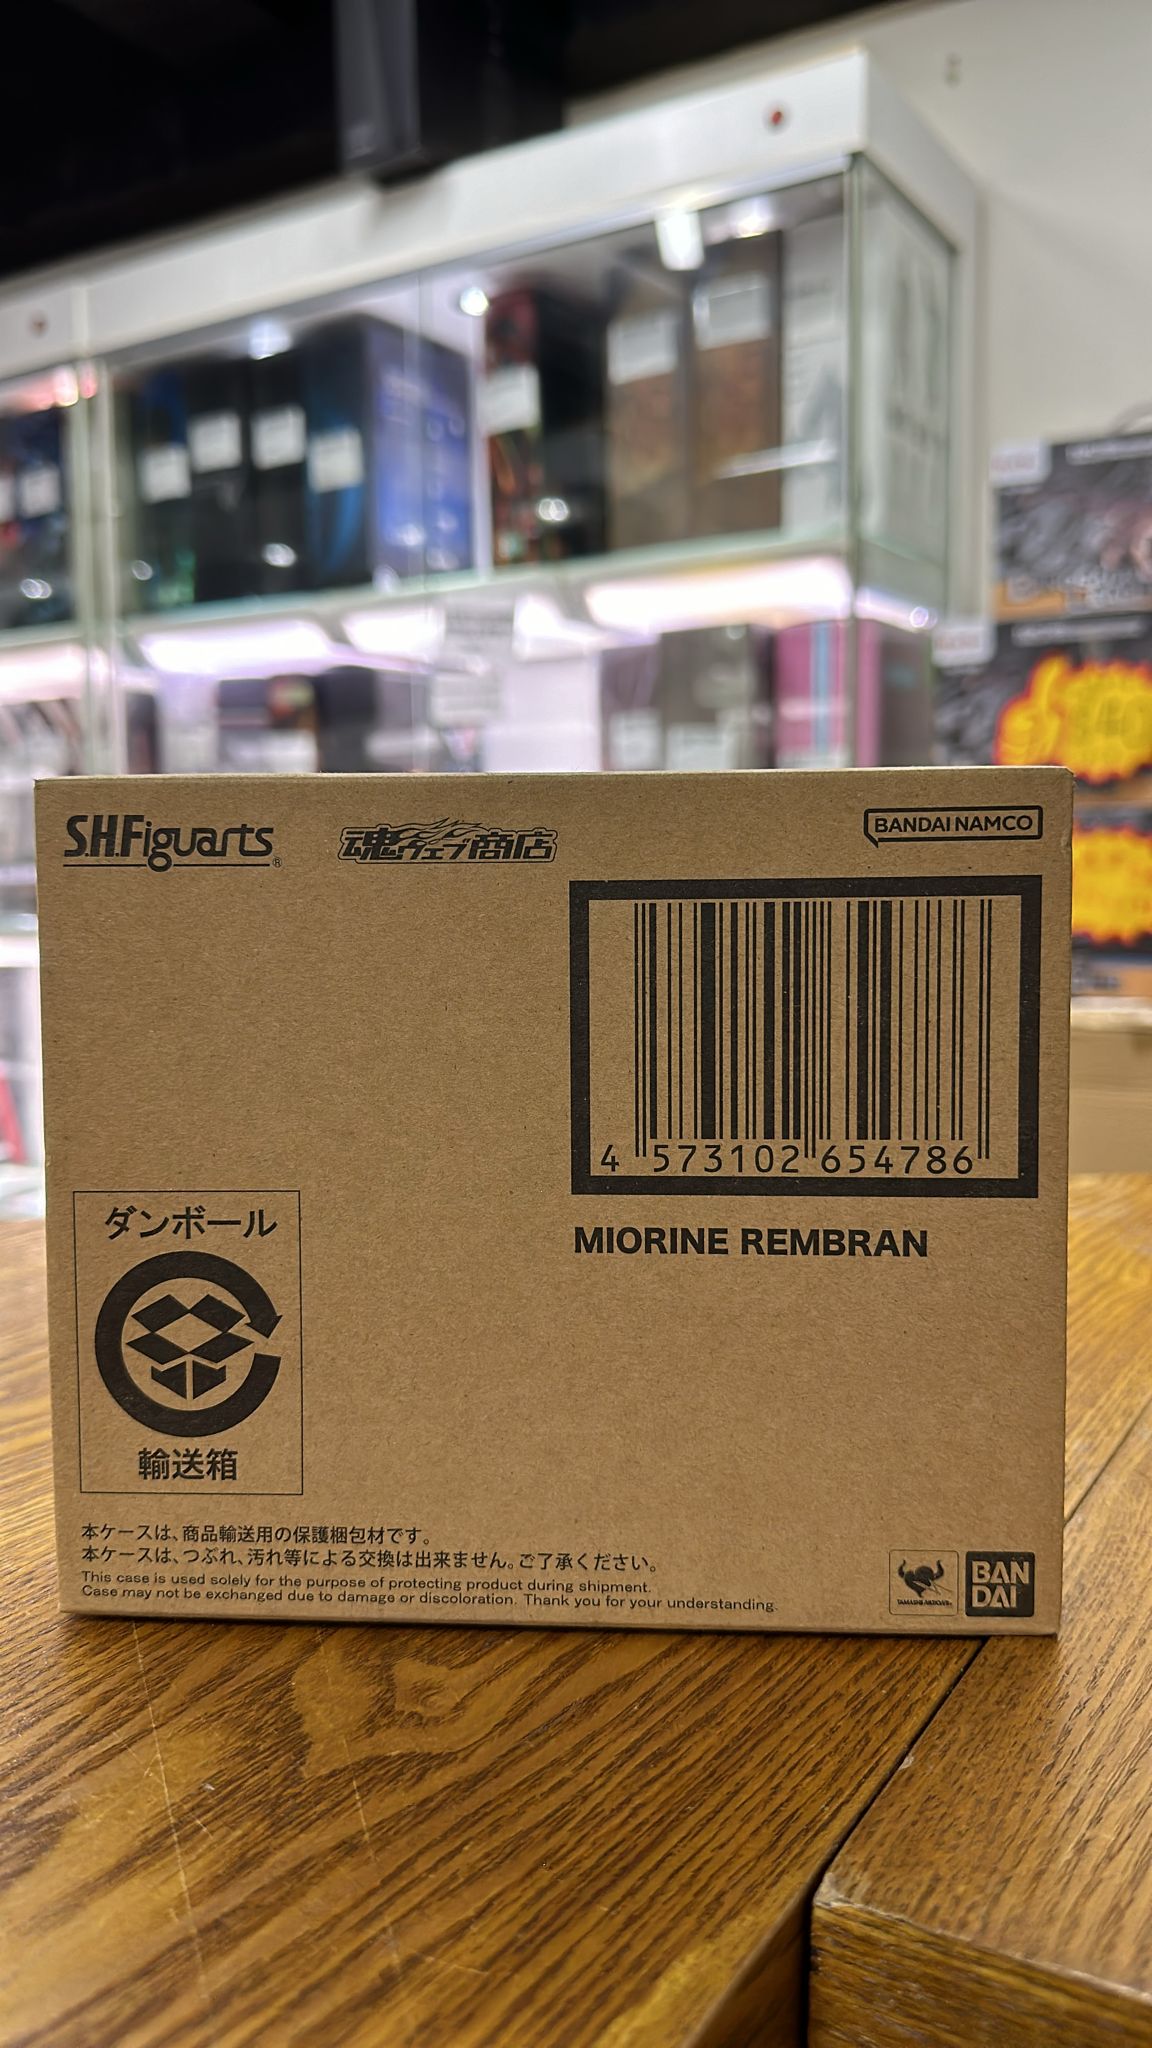 S.H.Figuarts®
魂ウェブ商店
BANDAI NAMCO
4 573102 654786
MIORINE REMBRAN
ダンボール
輸送箱
本ケースは、商品輸送用の保護梱包材です。
本ケースは、つぶれ、汚れ等による交換は出来ません。ご了承ください。
This case is used solely for the purpose of protecting product during shipment.
Case may not be exchanged due to damage or discoloration. Thank you for your understanding.
TAMASHII NATIONS
BAN
DAI